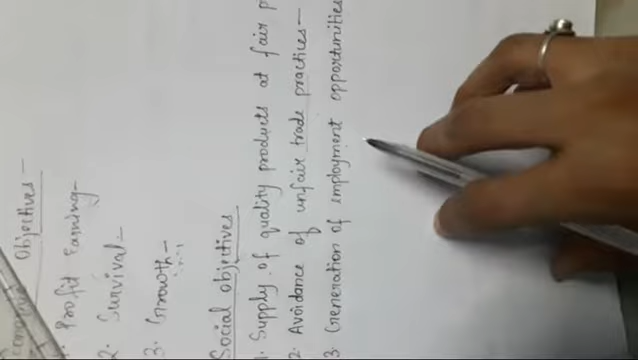 Economic Objectives -
1. Profit Earning-
2. Survival-
3. Growth-
Social objectives
1. Supply of quality products at fair
2. Avoidance of unfair trade practices-
3. Generation of employment opportunities